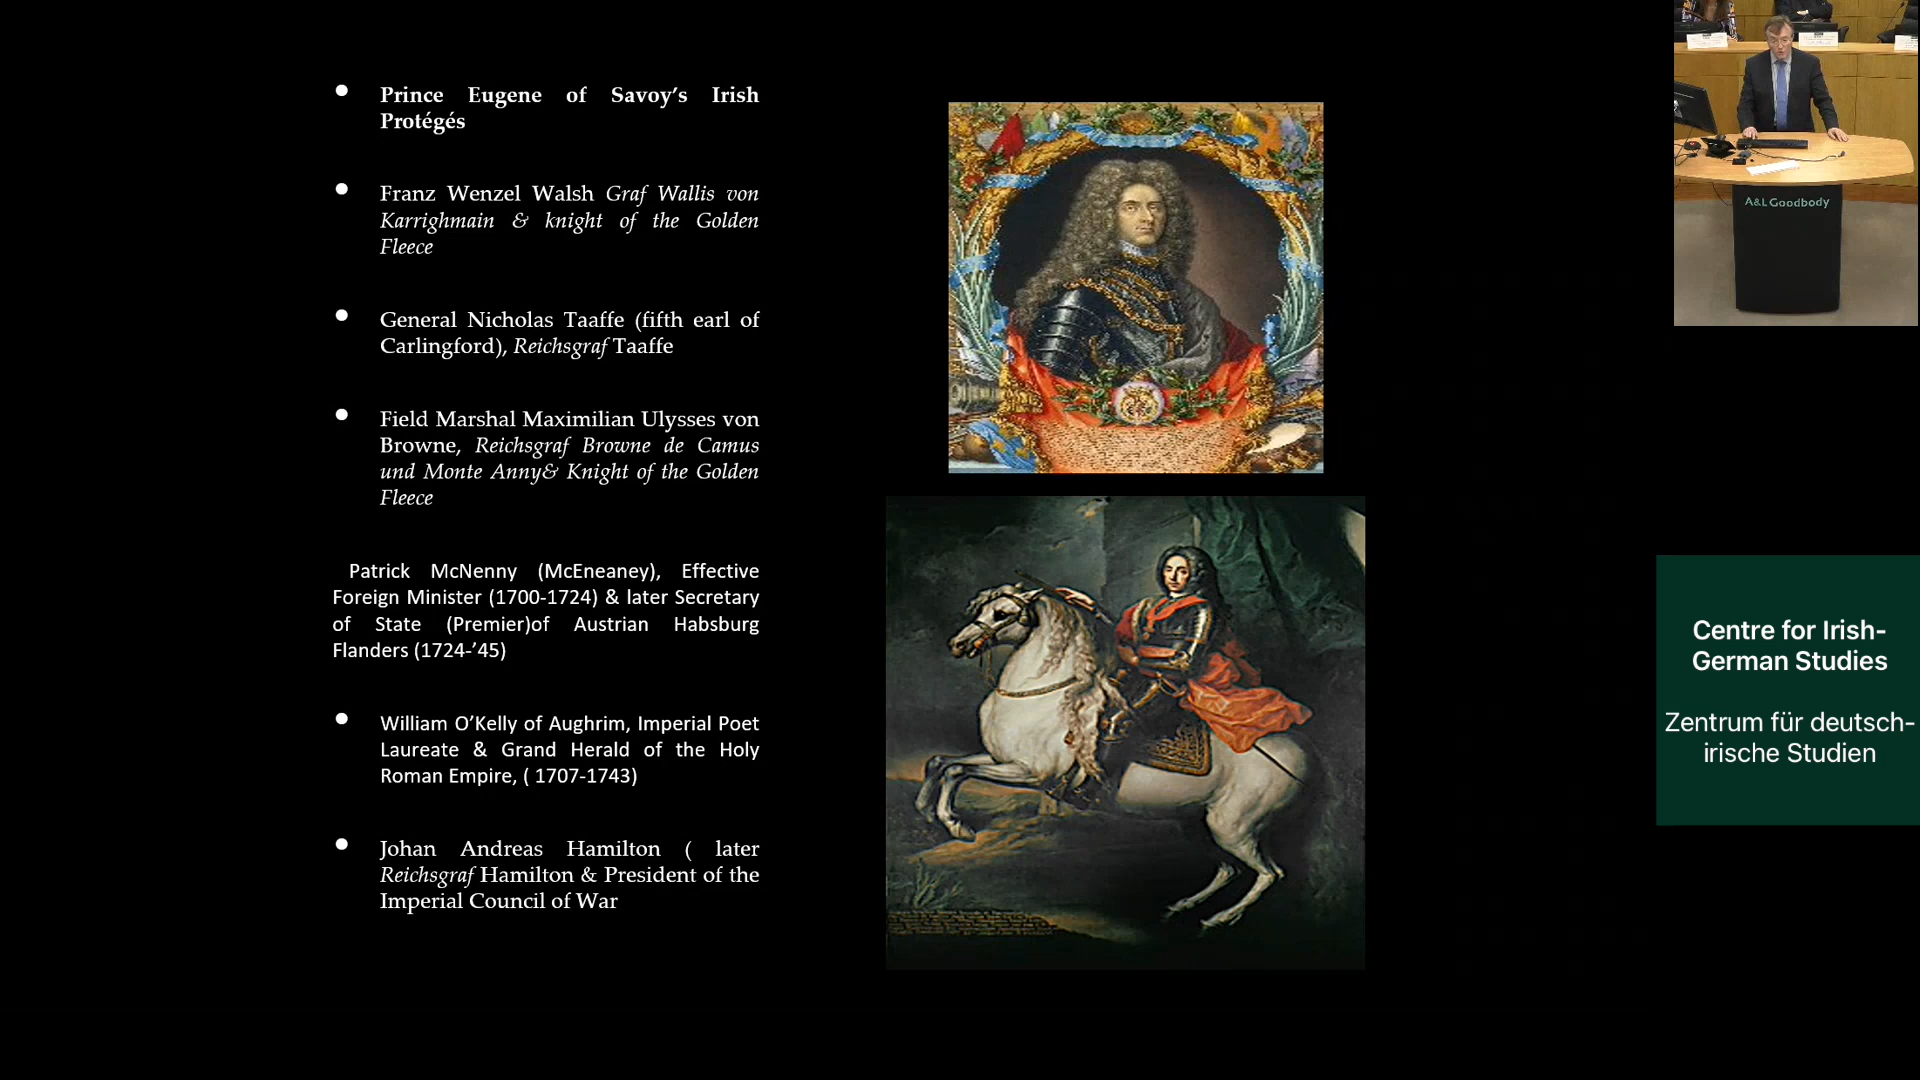 Prince Eugene of Savoy’s Irish
Protégés
Franz Wenzel Walsh Graf Wallis von
Karrighmain & knight of the Golden
Fleece
General Nicholas Taaffe (fifth earl of
Carlingford), Reichsgraf Taaffe
Field Marshal Maximilian Ulysses von
Browne, Reichsgraf Browne de Camus
und Monte Anny& Knight of the Golden
Fleece
Patrick McNenny (McEneaney), Effective
Foreign Minister (1700-1724) & later Secretary
of State (Premier)of Austrian Habsburg
Flanders (1724-’45)
William O’Kelly of Aughrim, Imperial Poet
Laureate & Grand Herald of the Holy
Roman Empire, ( 1707-1743)
Johan Andreas Hamilton ( later
Reichsgraf Hamilton & President of the
Imperial Council of War
A&L Goodbody
Centre for Irish-
German Studies
Zentrum für deutsch-
irische Studien